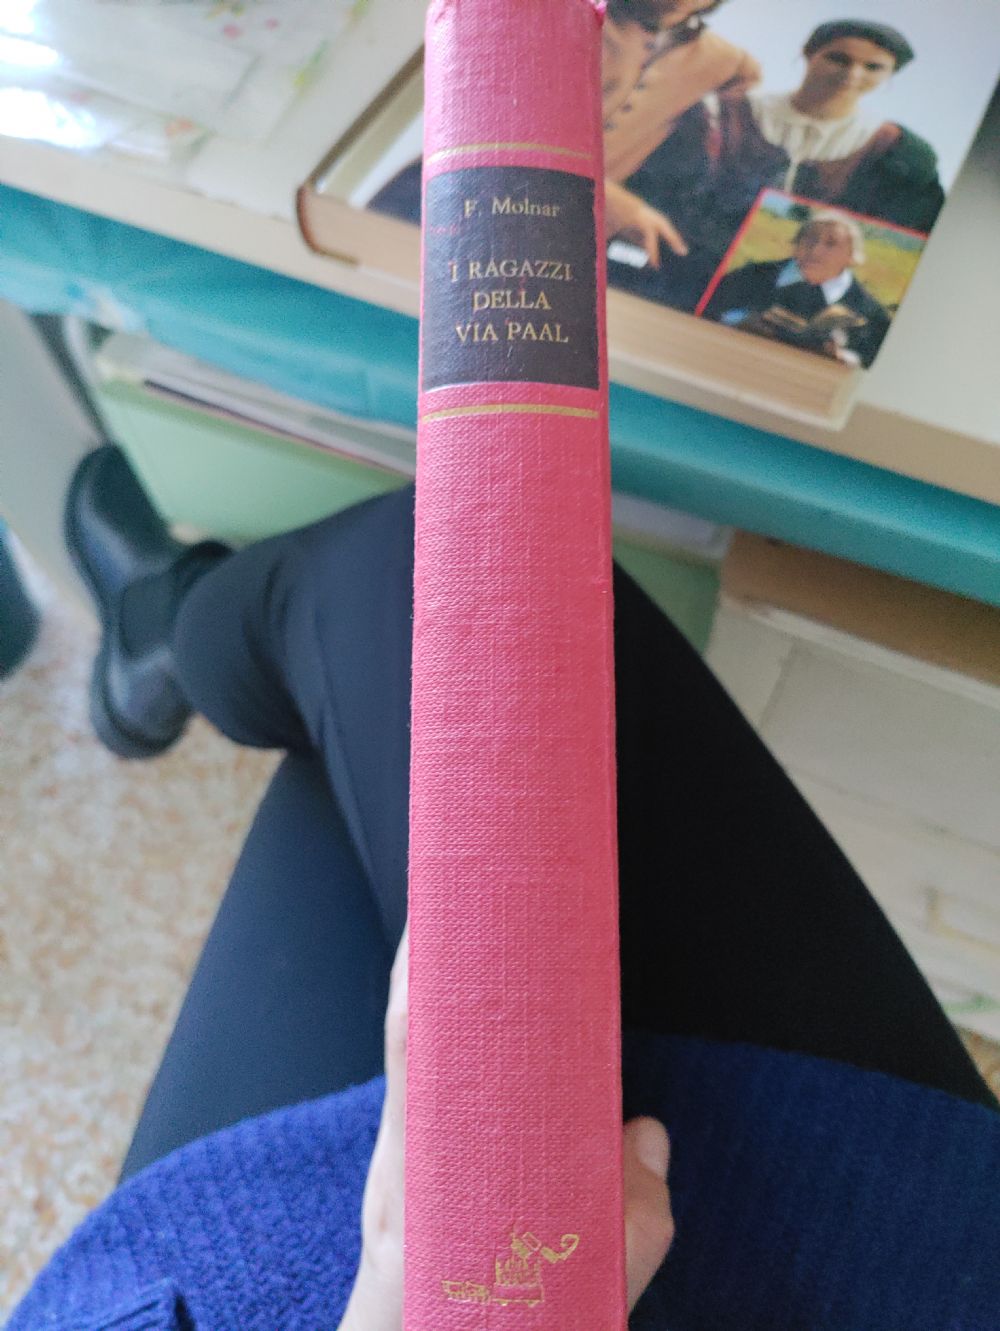 F. Molnar
I RAGAZZI
DELLA
VIA PAAL